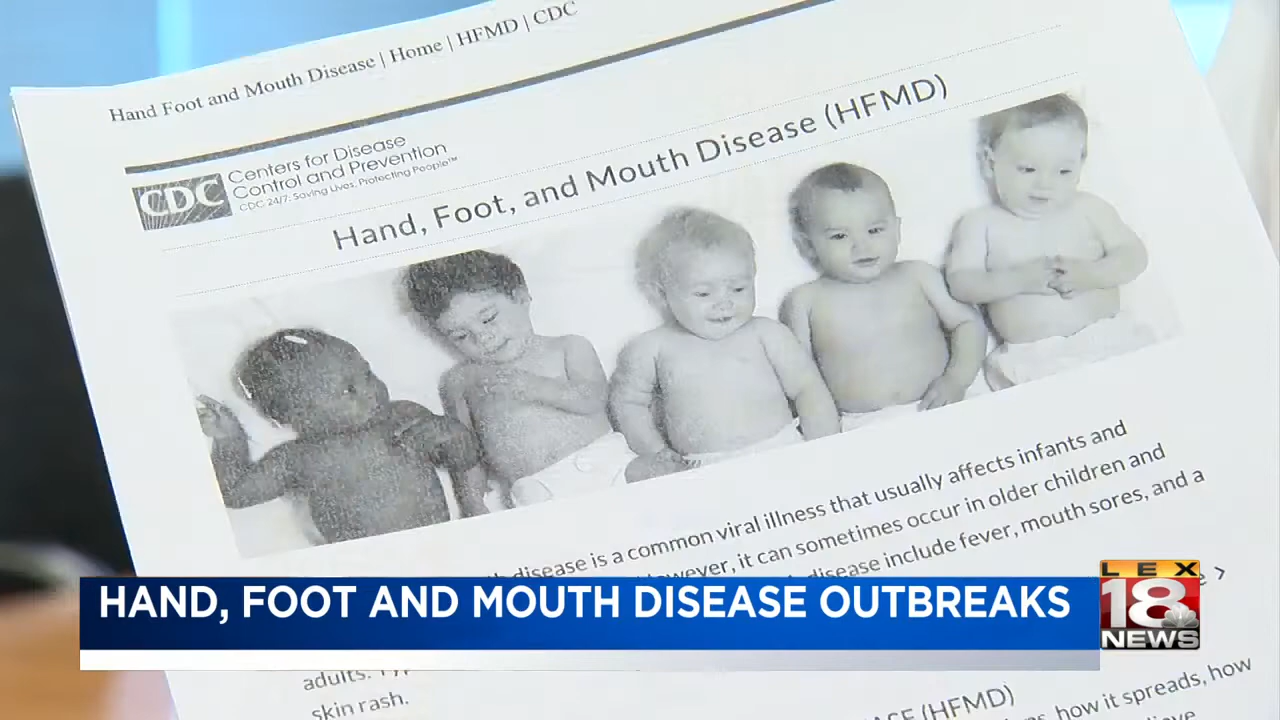 Hand Foot and Mouth Disease | Home | HFMD | CDC
CDC
Centers for Disease
Control and Prevention
CDC 24/7: Saving Lives. Protecting People™
Hand, Foot, and Mouth Disease (HFMD)
disease is a common viral illness that usually affects infants and
it can sometimes occur in older children and
disease include fever, mouth sores, and a
HAND, FOOT AND MOUTH DISEASE OUTBREAKS
LEX
18
NEWS
adults.
skin rash.
(HFMD)
how it spreads, how